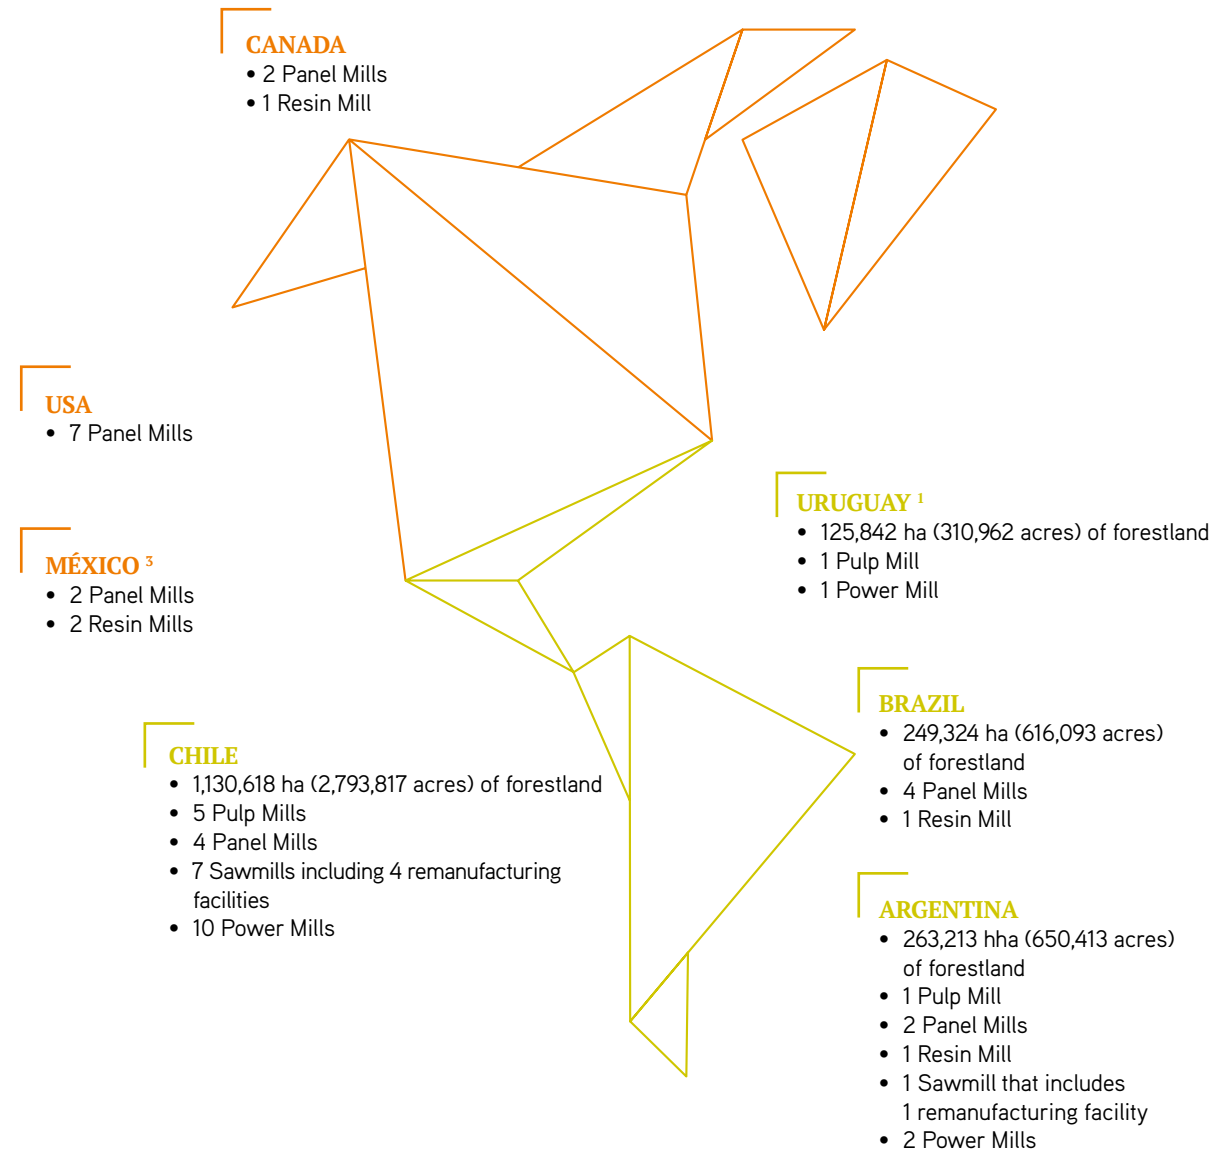 CANADA
• 2 Panel Mills
• 1 Resin Mill
USA
• 7 Panel Mills
MÉXICO ³
• 2 Panel Mills
• 2 Resin Mills
URUGUAY ¹
• 125,842 ha (310,962 acres) of forestland
• 1 Pulp Mill
• 1 Power Mill
CHILE
• 1,130,618 ha (2,793,817 acres) of forestland
• 5 Pulp Mills
• 4 Panel Mills
• 7 Sawmills including 4 remanufacturing
facilities
• 10 Power Mills
BRAZIL
• 249,324 ha (616,093 acres)
of forestland
• 4 Panel Mills
• 1 Resin Mill
ARGENTINA
• 263,213 hha (650,413 acres)
of forestland
• 1 Pulp Mill
• 2 Panel Mills
• 1 Resin Mill
• 1 Sawmill that includes
1 remanufacturing facility
• 2 Power Mills